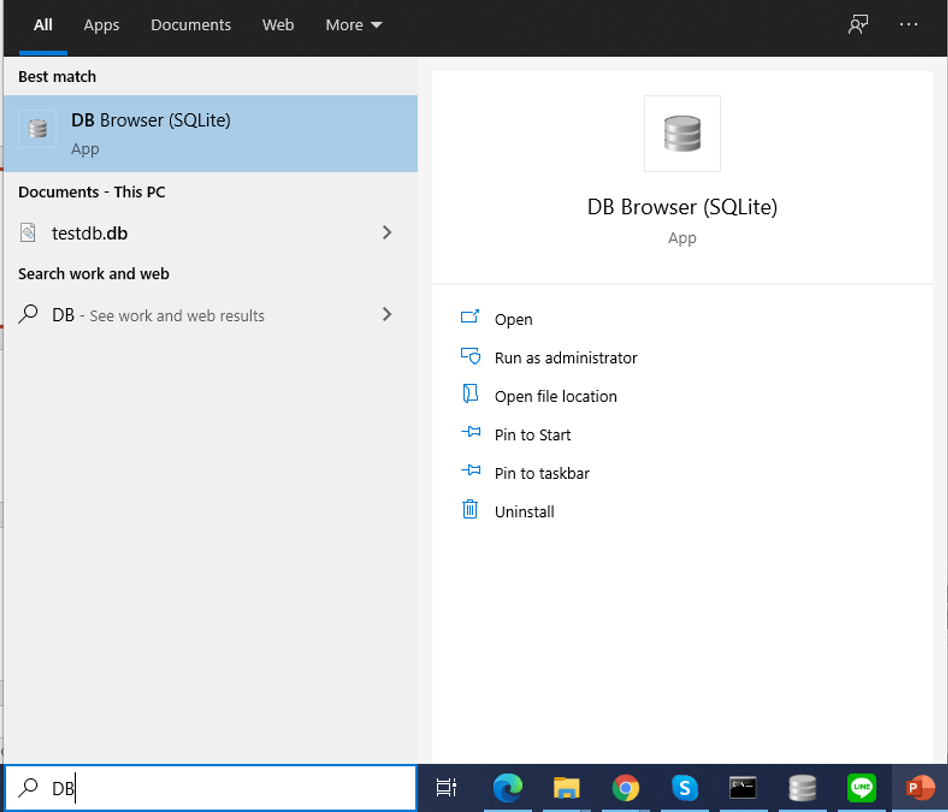 All Apps Documents Web More
Best match
DB Browser (SQLite)
App
Documents - This PC
testdb.db
Search work and web
DB - See work and web results
DB Browser (SQLite)
App
Open
Run as administrator
Open file location
Pin to Start
Pin to taskbar
Uninstall
DB
LINE
P